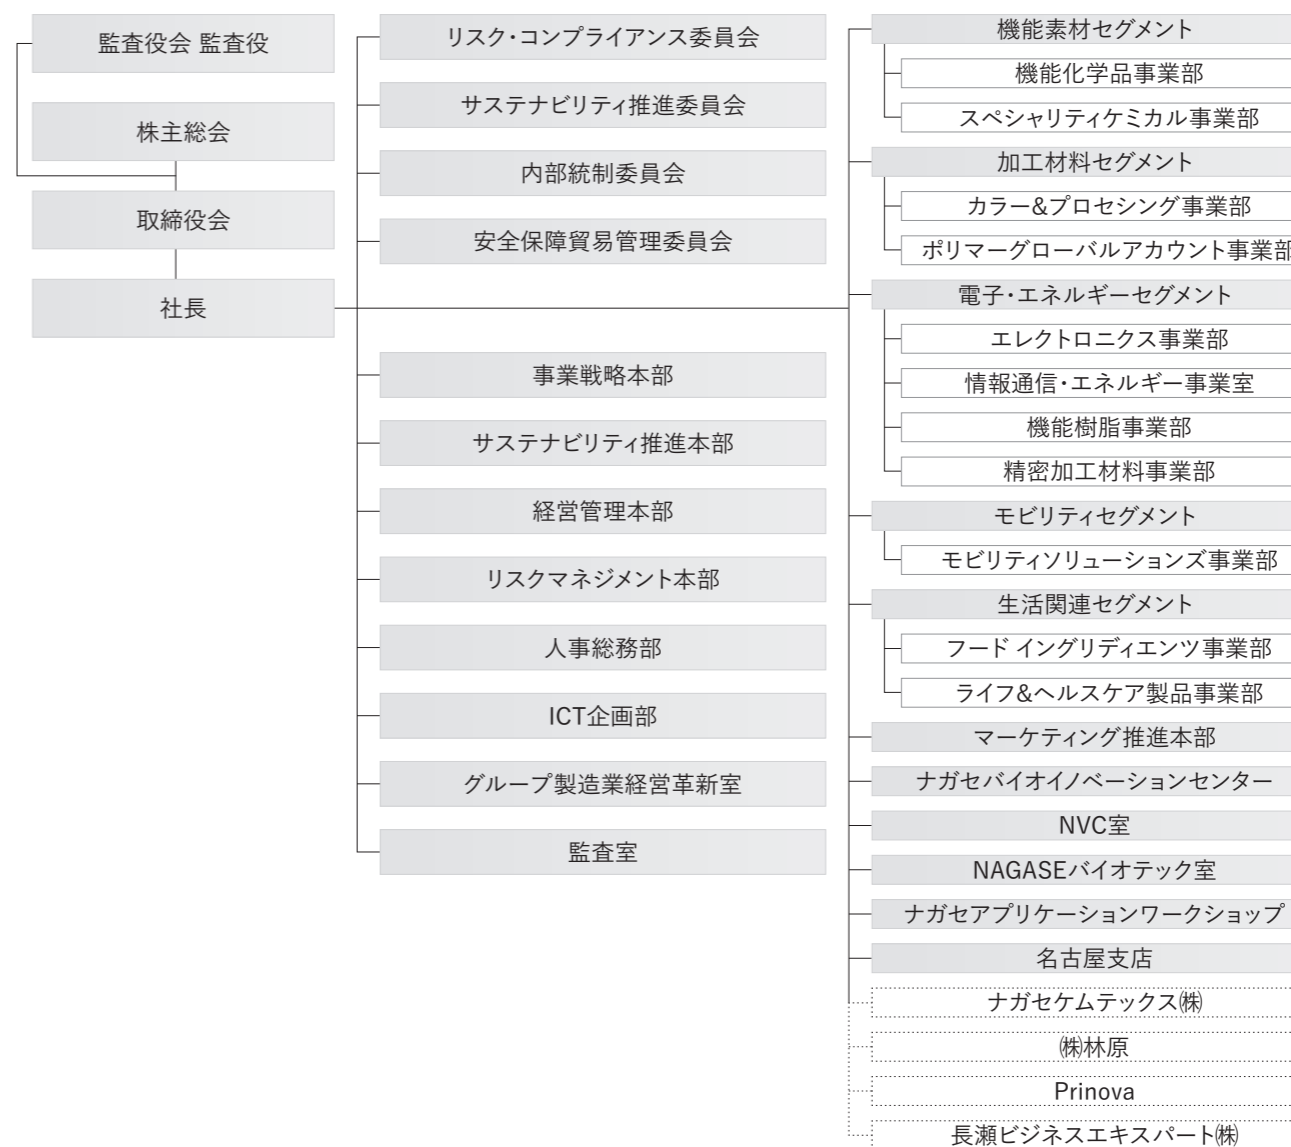 監査役会 監査役
株主総会
取締役会
社長
リスク・コンプライアンス委員会
サステナビリティ推進委員会
内部統制委員会
安全保障貿易管理委員会
事業戦略本部
サステナビリティ推進本部
経営管理本部
リスクマネジメント本部
人事総務部
ICT企画部
グループ製造業経営革新室
監査室
機能素材セグメント
機能化学品事業部
スペシャリティケミカル事業部
加工材料セグメント
カラー&プロセシング事業部
ポリマーグローバルアカウント事業部
電子・エネルギーセグメント
エレクトロニクス事業部
情報通信・エネルギー事業室
機能樹脂事業部
精密加工材料事業部
モビリティセグメント
モビリティソリューションズ事業部
生活関連セグメント
フード イングリディエンツ事業部
ライフ&ヘルスケア製品事業部
マーケティング推進本部
ナガセバイオイノベーションセンター
NVC室
NAGASEバイオテック室
ナガセアプリケーションワークショップ
名古屋支店
ナガセケムテックス㈱
㈱林原
Prinova
長瀬ビジネスエキスパート㈱